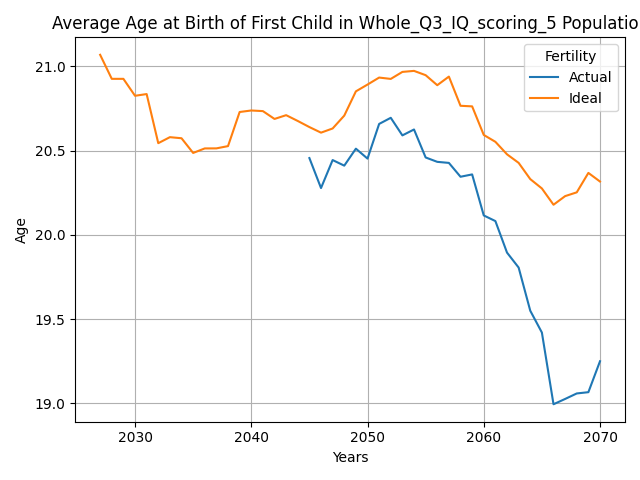 Average Age at Birth of First Child in Whole_Q3_IQ_scoring_5 Populatio
Fertility
Actual
Ideal
21.0
20.5
20.0
19.5
19.0
Age
2030 2040 2050 2060 2070
Years